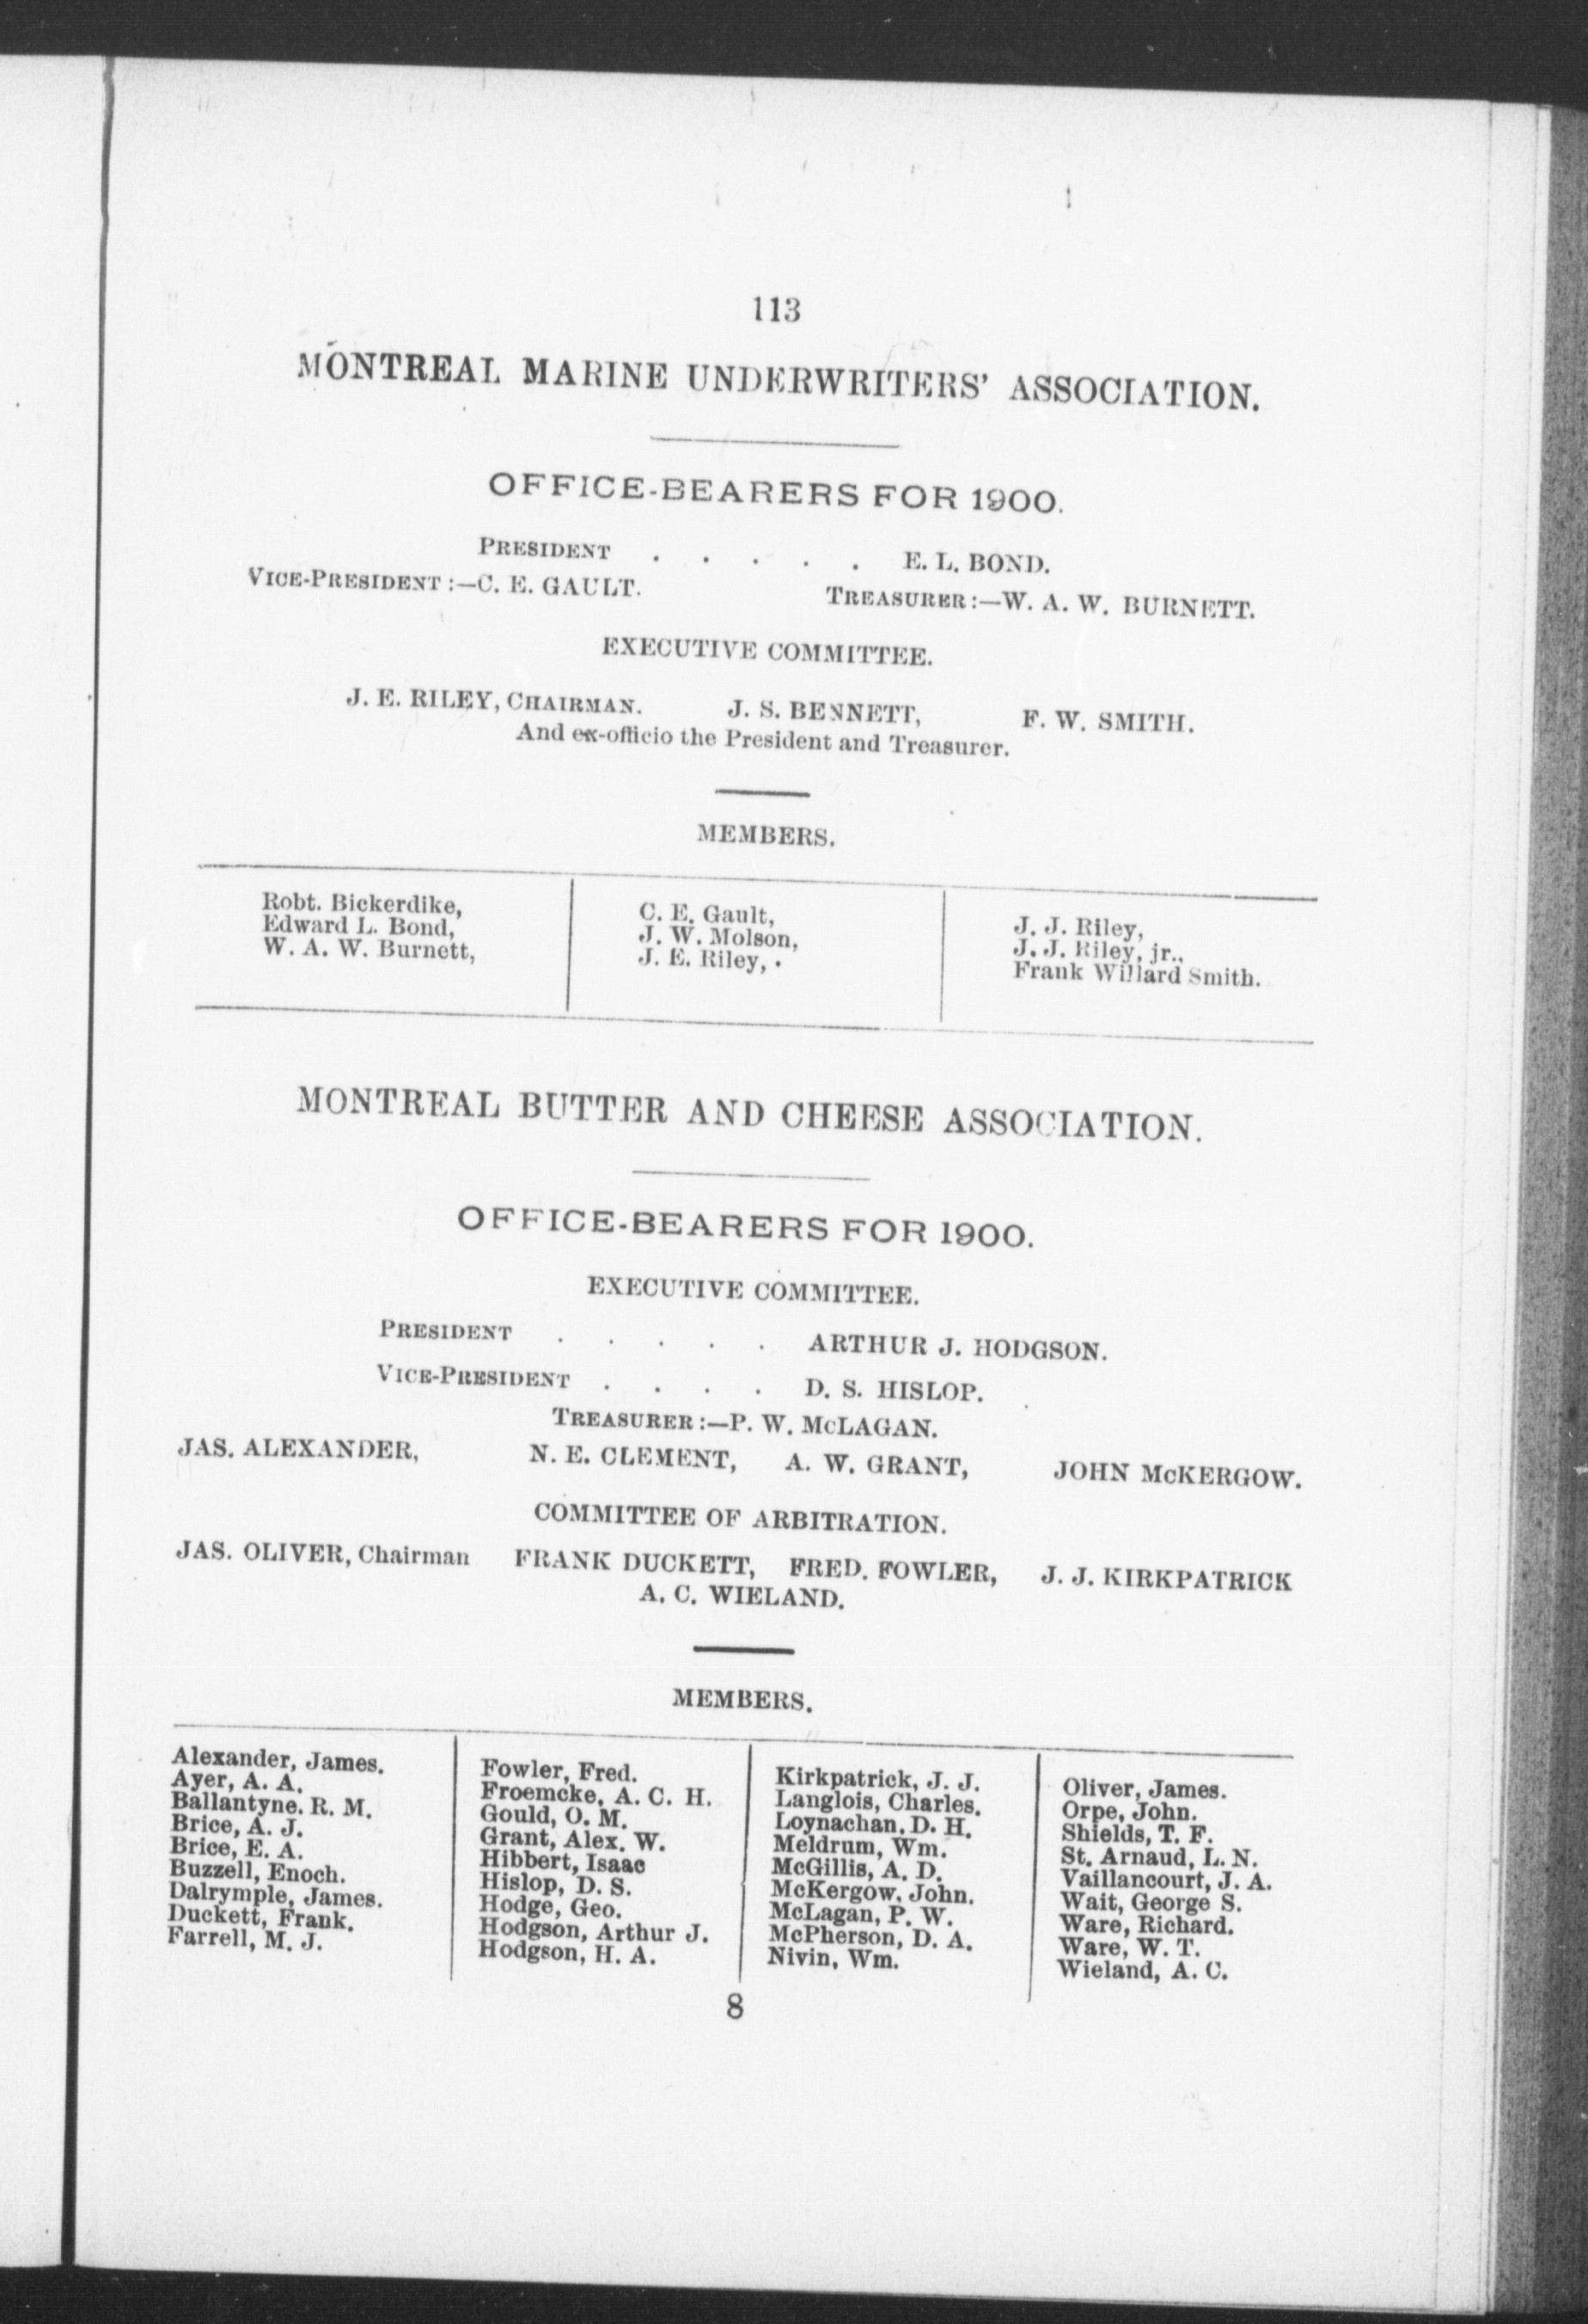 113
MONTREAL MARINE UNDERWRITERS' ASSOCIATION.
OFFICE-BEARERS FOR 1900.
PRESIDENT . . . . . E. L. BOND.
VICE-PRESIDENT :—C. E. GAULT. TREASURER :—W. A. W. BURNETT.
EXECUTIVE COMMITTEE.
J. E. RILEY, CHAIRMAN. J. S. BENNETT, F. W. SMITH.
And ex-officio the President and Treasurer.
MEMBERS.
Robt. Bickerdike,
Edward L. Bond,
W. A. W. Burnett,
C. E. Gault,
J. W. Molson,
J. E. Riley,
J. J. Riley,
J. J. Riley, jr.,
Frank Willard Smith.
MONTREAL BUTTER AND CHEESE ASSOCIATION.
OFFICE-BEARERS FOR 1900.
EXECUTIVE COMMITTEE.
PRESIDENT . . . . . ARTHUR J. HODGSON.
VICE-PRESIDENT . . . . D. S. HISLOP.
TREASURER :—P. W. McLAGAN.
JAS. ALEXANDER, N. E. CLEMENT, A. W. GRANT, JOHN McKERGOW.
COMMITTEE OF ARBITRATION.
JAS. OLIVER, Chairman FRANK DUCKETT, FRED. FOWLER, J. J. KIRKPATRICK
A. C. WIELAND.
MEMBERS.
Alexander, James.
Ayer, A. A.
Ballantyne. R. M.
Brice, A. J.
Brice, E. A.
Buzzell, Enoch.
Dalrymple, James.
Duckett, Frank.
Farrell, M. J.
Fowler, Fred.
Froemcke, A. C. H.
Gould, O. M.
Grant, Alex. W.
Hibbert, Isaac
Hislop, D. S.
Hodge, Geo.
Hodgson, Arthur J.
Hodgson, H. A.
Kirkpatrick, J. J.
Langlois, Charles.
Loynachan, D. H.
Meldrum, Wm.
McGillis, A. D.
McKergow, John.
McLagan, P. W.
McPherson, D. A.
Nivin, Wm.
Oliver, James.
Orpe, John.
Shields, T. F.
St. Arnaud, L. N.
Vaillancourt, J. A.
Wait, George S.
Ware, Richard.
Ware, W. T.
Wieland, A. C.
8